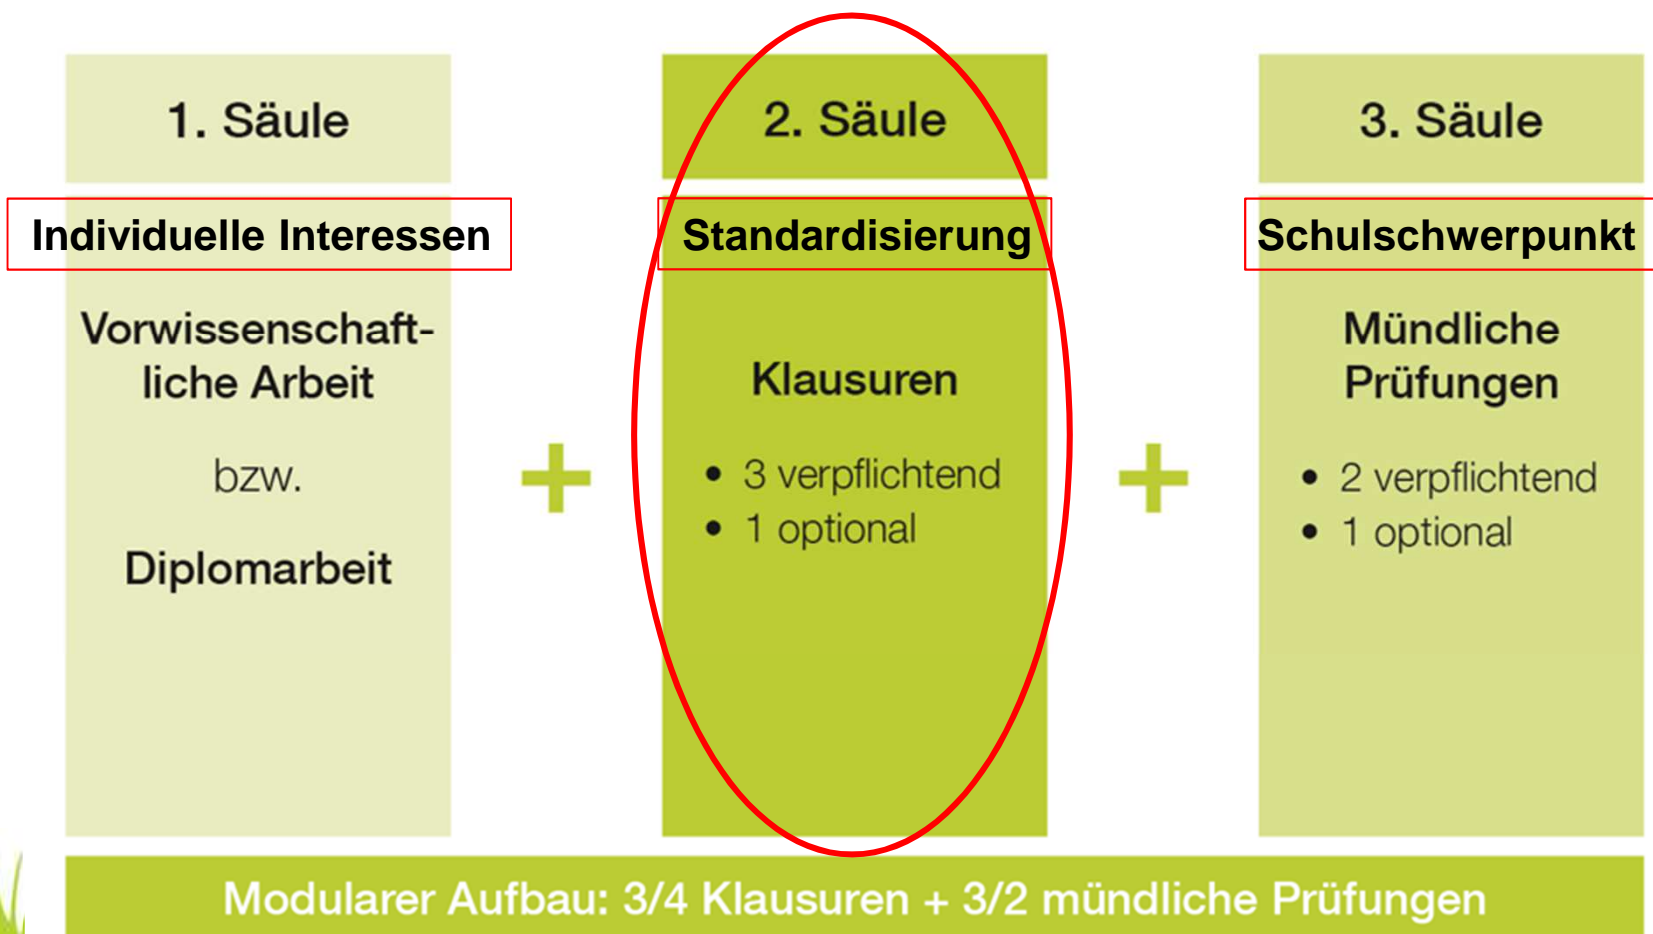 1. Säule
Individuelle Interessen
Vorwissenschaft-
liche Arbeit
bzw.
Diplomarbeit
+
2. Säule
Standardisierung
Klausuren
• 3 verpflichtend
• 1 optional
+
3. Säule
Schulschwerpunkt
Mündliche
Prüfungen
• 2 verpflichtend
• 1 optional
Modularer Aufbau: 3/4 Klausuren + 3/2 mündliche Prüfungen